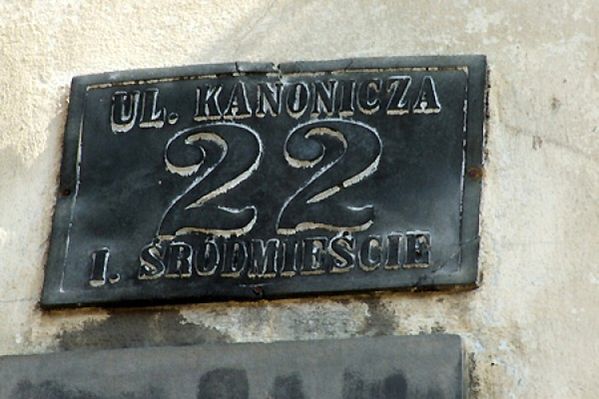 UL. KANONICZA
22
I. ŚRÓDMIEŚCIE